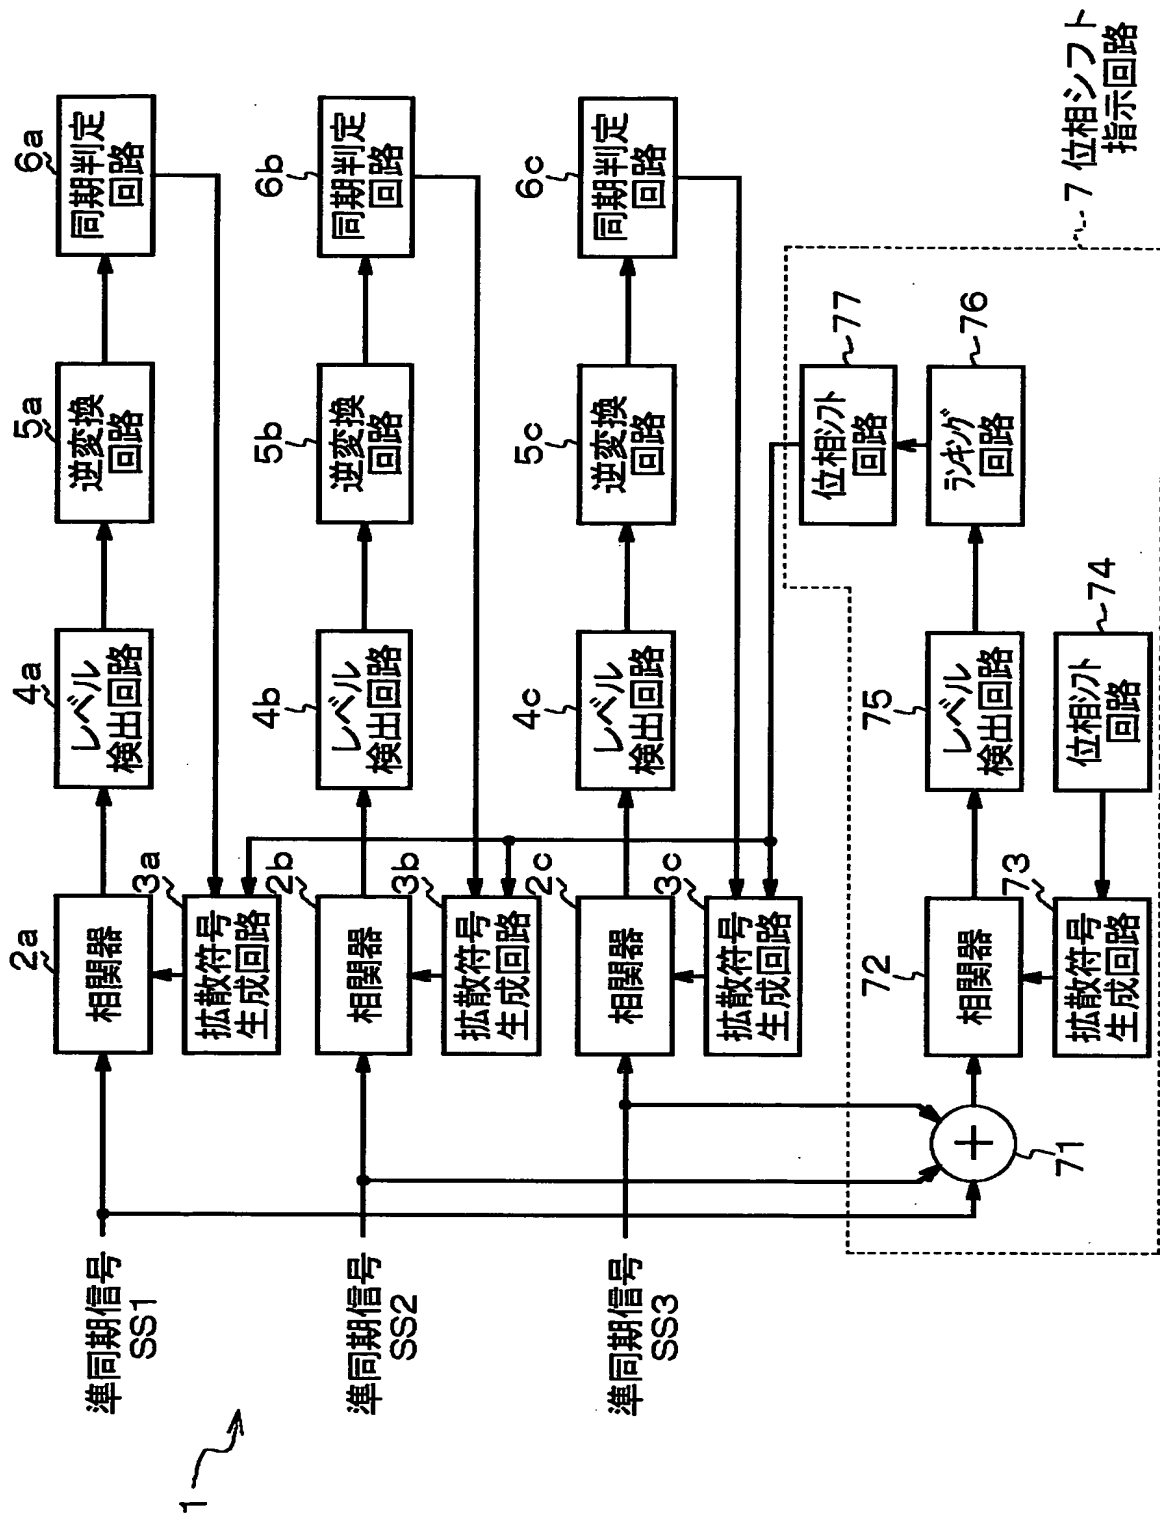 1
準同期信号
SS1
2a
相関器
3a
拡散符号
生成回路
4a
レベル
検出回路
5a
逆変換
回路
6a
同期判定
回路
準同期信号
SS2
2b
相関器
3b
拡散符号
生成回路
4b
レベル
検出回路
5b
逆変換
回路
6b
同期判定
回路
準同期信号
SS3
2c
相関器
3c
拡散符号
生成回路
4c
レベル
検出回路
5c
逆変換
回路
6c
同期判定
回路
+
71
72
相関器
73
拡散符号
生成回路
74
位相シフト
回路
75
レベル
検出回路
76
ランキング
回路
77
位相シフト
回路
7 位相シフト
指示回路